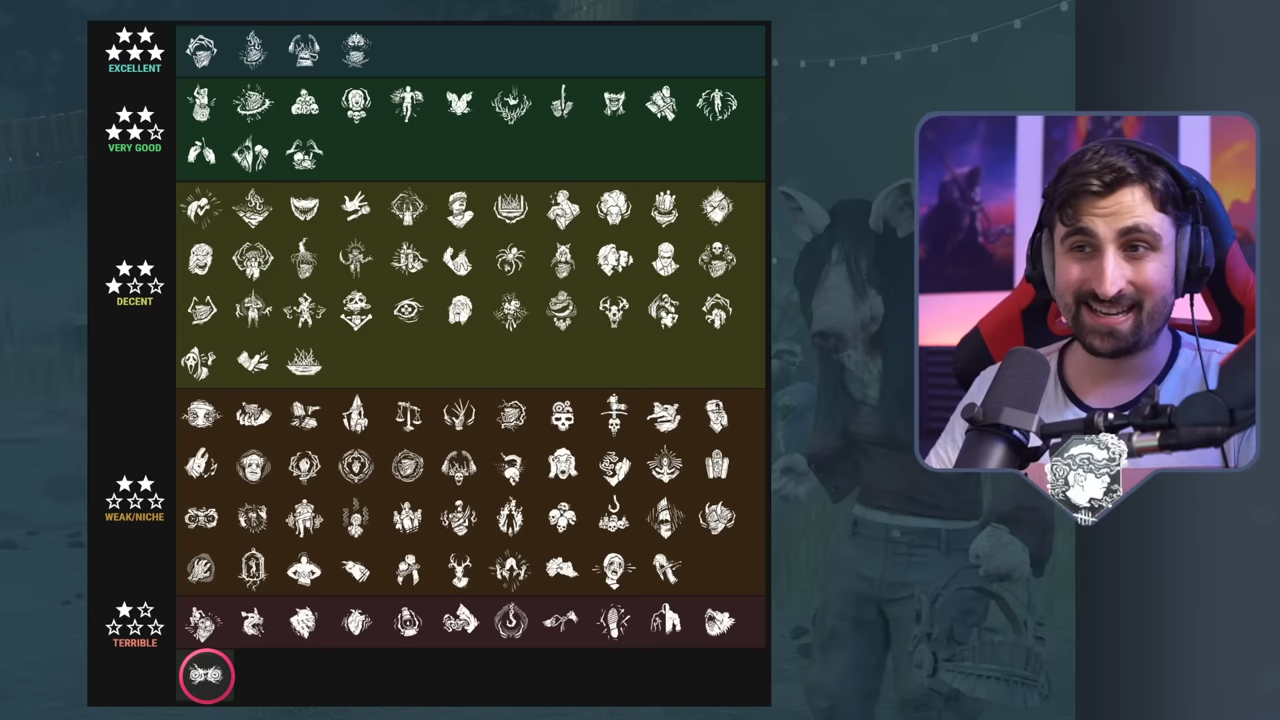 EXCELLENT
VERY GOOD
DECENT
WEAK/NICHE
TERRIBLE